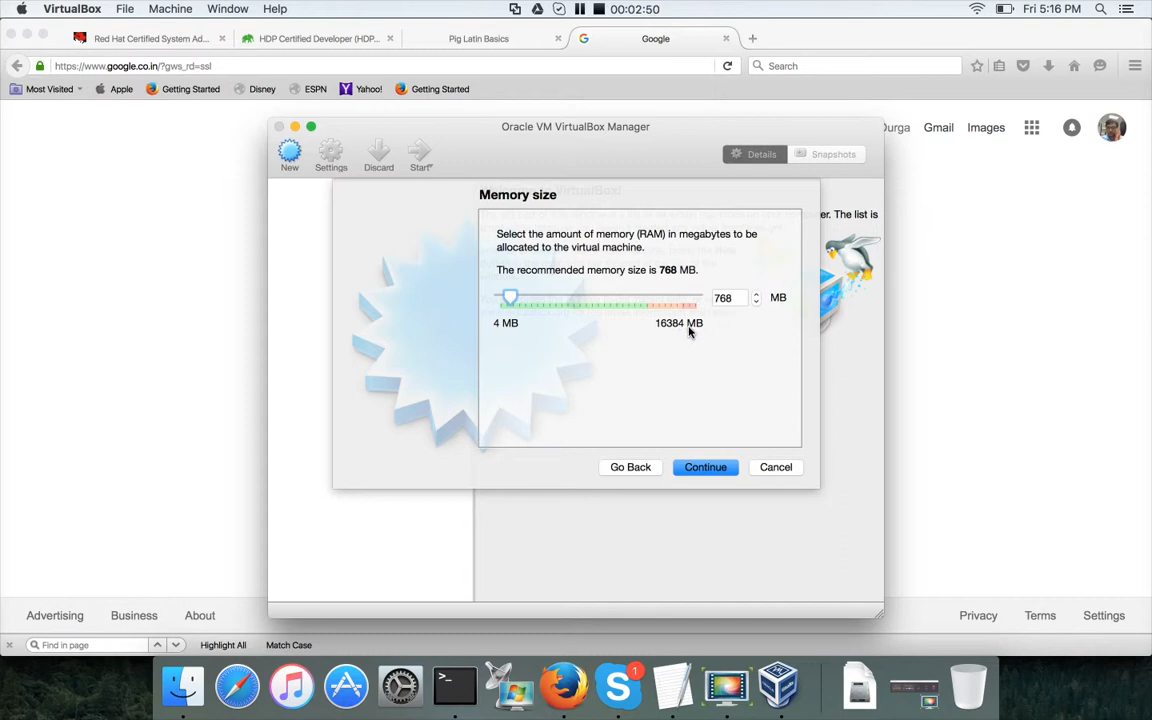 VirtualBox File Machine Window Help 00:02:50 Fri 5:16 PM
Red Hat Certified System Ad... HDP Certified Developer (HDP... Pig Latin Basics Google
https://www.google.co.in/?gws_rd=ssl Search
Most Visited Apple Getting Started Disney ESPN Yahoo! Getting Started
Oracle VM VirtualBox Manager
Durga Gmail Images
New Settings Discard Start Details Snapshots
Memory size
er. The list is
Select the amount of memory (RAM) in megabytes to be
allocated to the virtual machine.
The recommended memory size is 768 MB.
768 MB
4 MB 16384 MB
Go Back Continue Cancel
Advertising Business About Privacy Terms Settings
Find in page Highlight All Match Case
>_
S 1